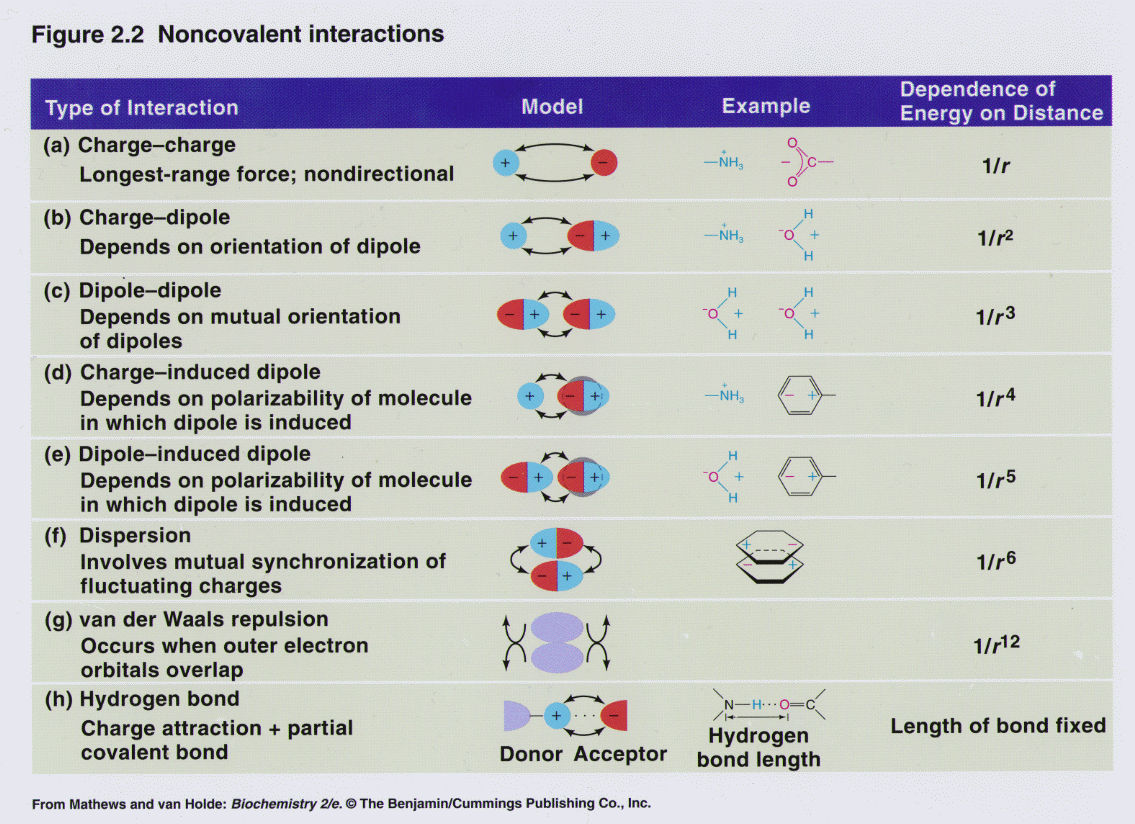 Figure 2.2 Noncovalent interactions
Type of Interaction Model Example Dependence of
Energy on Distance
(a) Charge–charge
Longest-range force; nondirectional
+ − + −NH3 O − C O 1/r
(b) Charge–dipole
Depends on orientation of dipole
+ − + + −NH3 H −O + H 1/r2
(c) Dipole–dipole
Depends on mutual orientation
of dipoles
− + − + H −O + H H −O + H 1/r3
(d) Charge–induced dipole
Depends on polarizability of molecule
in which dipole is induced
+ − + + −NH3 − + 1/r4
(e) Dipole–induced dipole
Depends on polarizability of molecule
in which dipole is induced
− + − + H −O + H − + 1/r5
(f) Dispersion
Involves mutual synchronization of
fluctuating charges
+ − − + + − − + 1/r6
(g) van der Waals repulsion
Occurs when outer electron
orbitals overlap
1/r12
(h) Hydrogen bond
Charge attraction + partial
covalent bond
+ ··· − N—H···O=C
Donor Acceptor
Hydrogen
bond length
Length of bond fixed
From Mathews and van Holde: Biochemistry 2/e. © The Benjamin/Cummings Publishing Co., Inc.